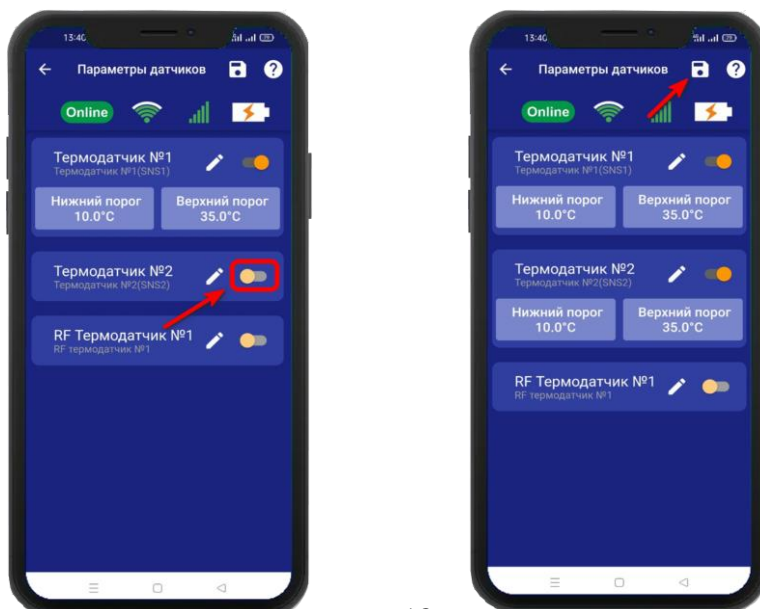 13:40
Параметры датчиков
Online
Термодатчик №1
Термодатчик №1(SNS1)
Нижний порог
10.0°C
Верхний порог
35.0°C
Термодатчик №2
Термодатчик №2(SNS2)
RF Термодатчик №1
RF термодатчик №1
13:40
Параметры датчиков
Online
Термодатчик №1
Термодатчик №1(SNS1)
Нижний порог
10.0°C
Верхний порог
35.0°C
Термодатчик №2
Термодатчик №2(SNS2)
Нижний порог
10.0°C
Верхний порог
35.0°C
RF Термодатчик №1
RF термодатчик №1